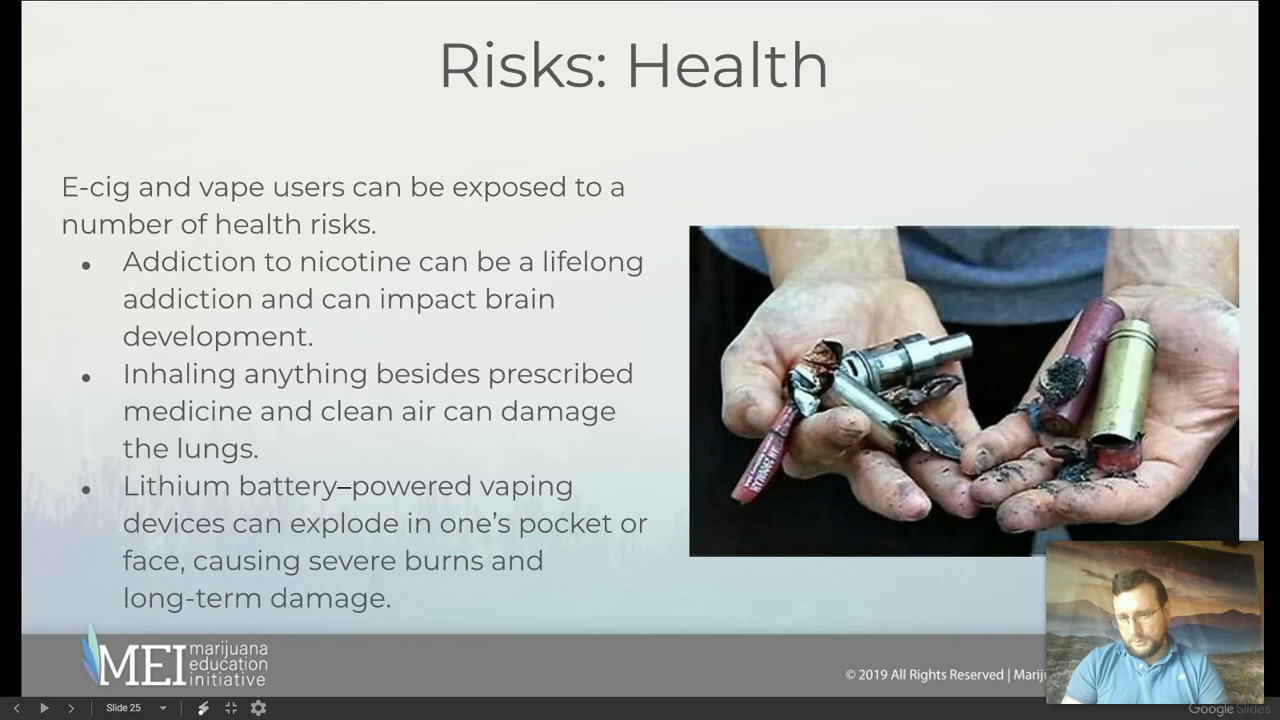 Risks: Health
E-cig and vape users can be exposed to a
number of health risks.
● Addiction to nicotine can be a lifelong
addiction and can impact brain
development.
● Inhaling anything besides prescribed
medicine and clean air can damage
the lungs.
● Lithium battery–powered vaping
devices can explode in one’s pocket or
face, causing severe burns and
long-term damage.
MEI marijuana
education
initiative
© 2019 All Rights Reserved |
Slide 25
Google Slides